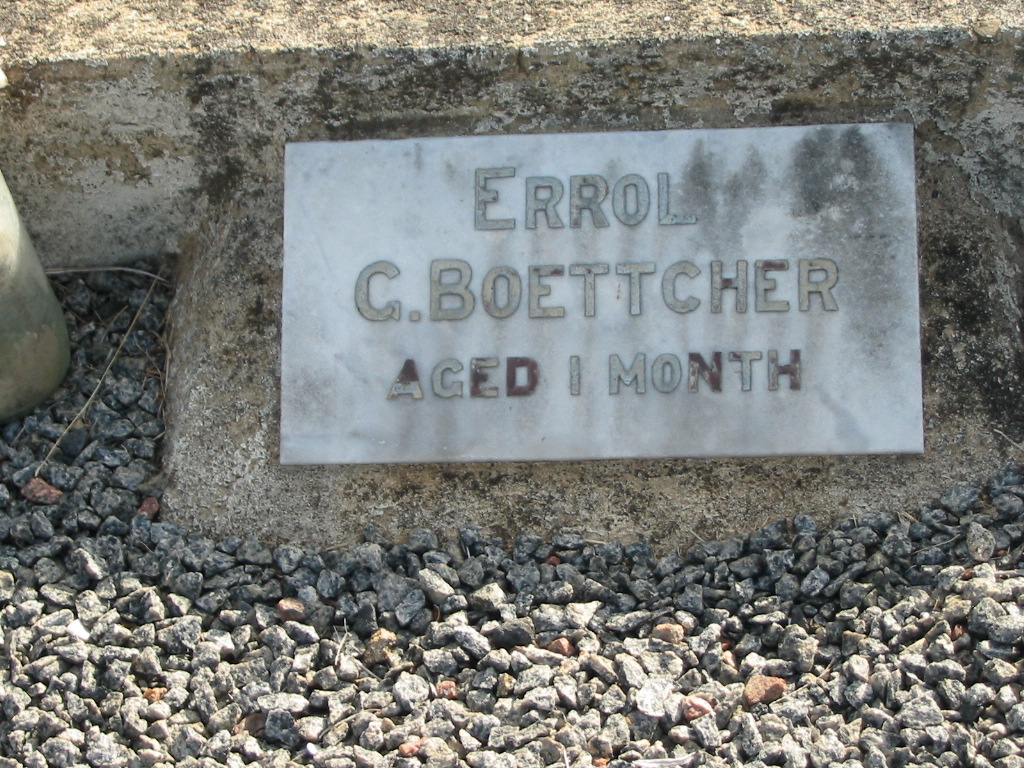 ERROL
G. BOETTCHER
AGED 1 MONTH